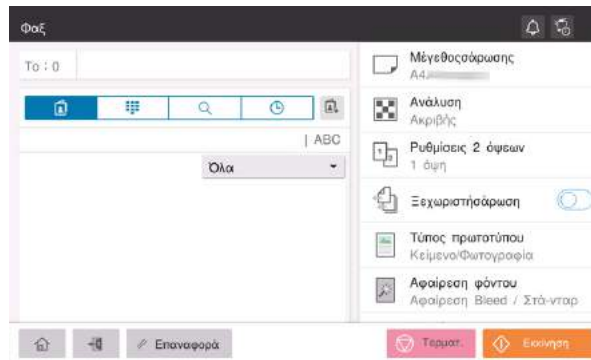 Φαξ
To : 0
| ABC
Όλα
Μέγεθοςσάρωσης
A4
Ανάλυση
Ακριβής
Ρυθμίσεις 2 όψεων
1 όψη
Ξεχωριστήσάρωση
Τύπος πρωτοτύπου
Κείμενο/Φωτογραφία
Αφαίρεση φόντου
Αφαίρεση Bleed / Στά-νταρ
Επαναφορά
Τερματ.
Εκκίνηση